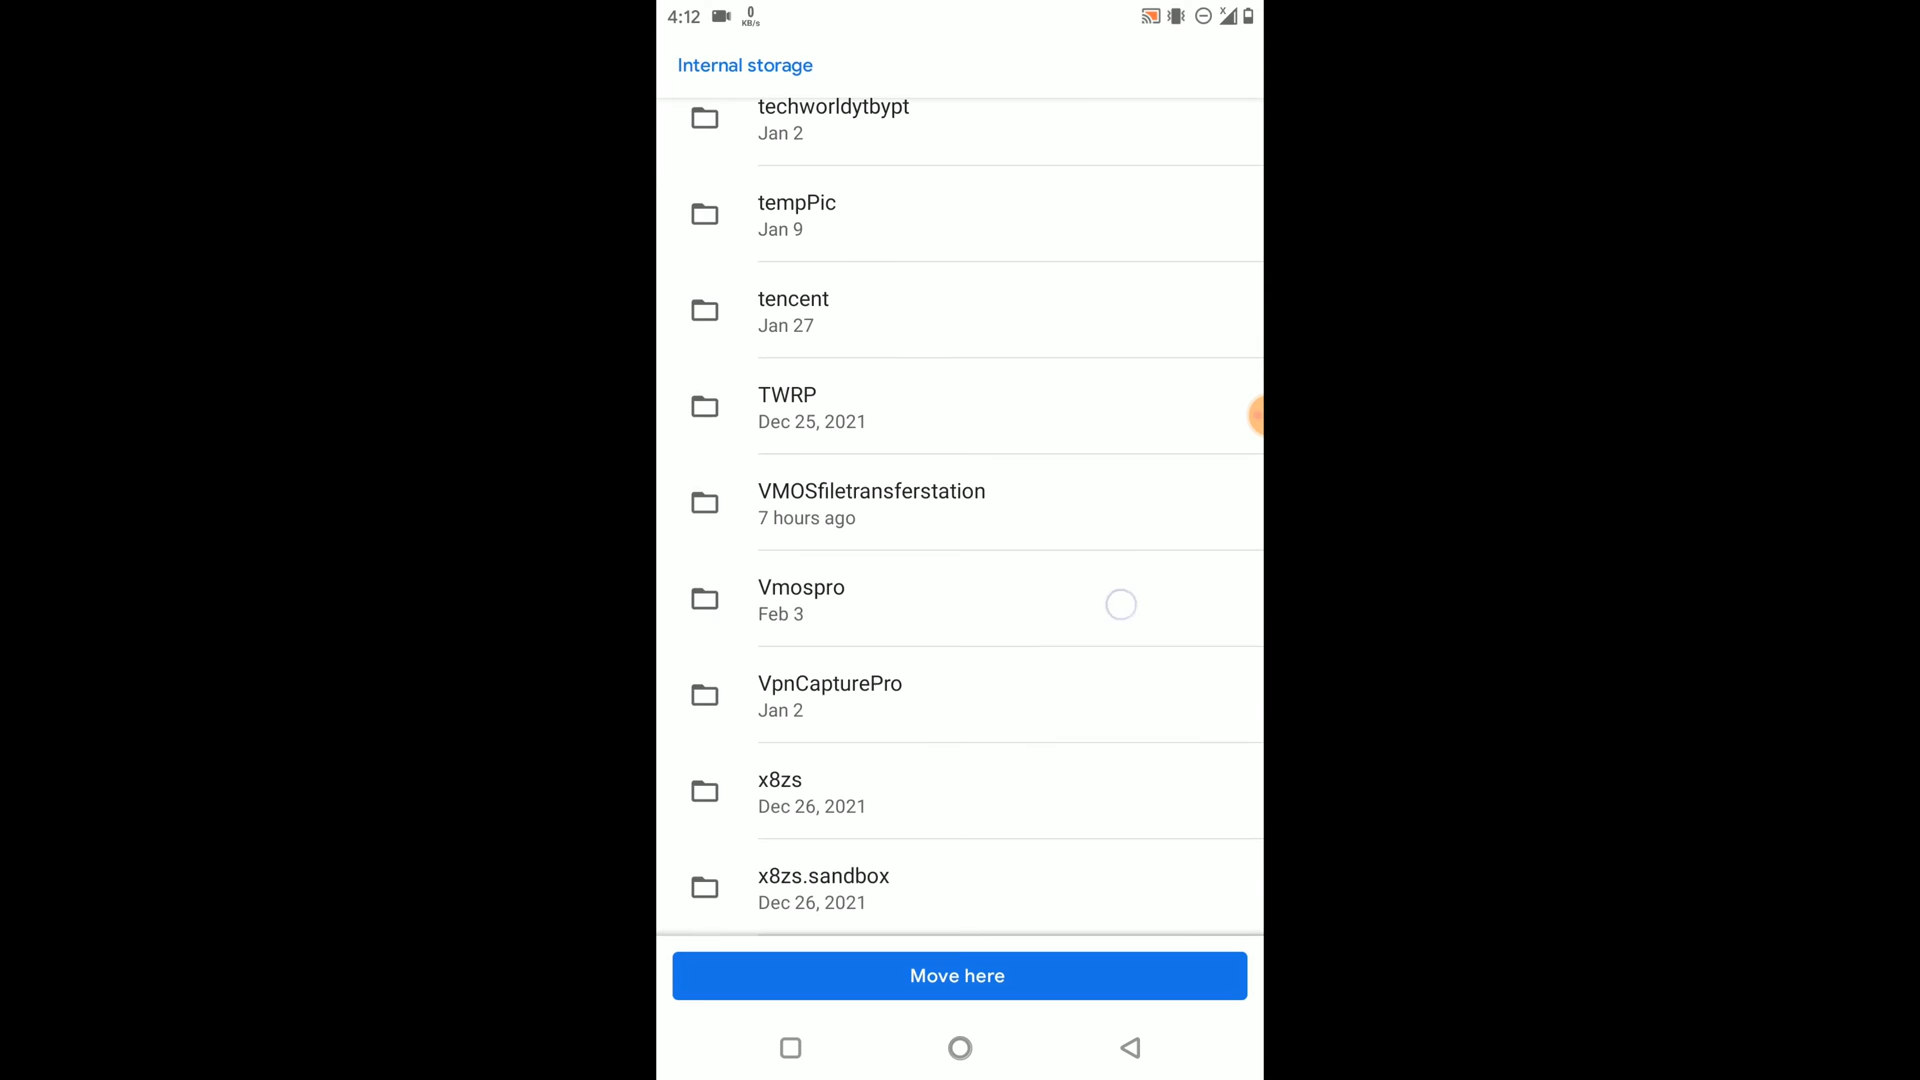 4:12
0
KB/s
x
Internal storage
techworldytbypt
Jan 2
tempPic
Jan 9
tencent
Jan 27
TWRP
Dec 25, 2021
VMOSfiletransferstation
7 hours ago
Vmospro
Feb 3
VpnCapturePro
Jan 2
x8zs
Dec 26, 2021
x8zs.sandbox
Dec 26, 2021
Move here